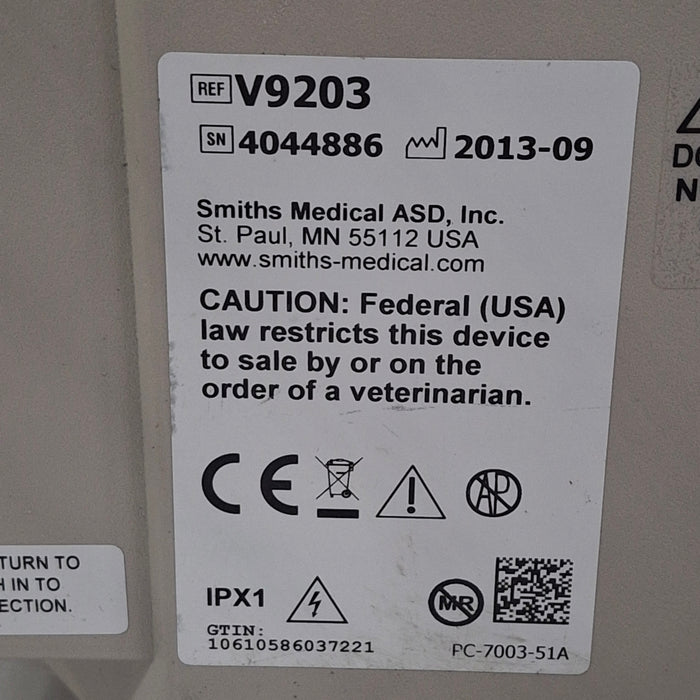 REF V9203
SN 4044886 2013-09
Smiths Medical ASD, Inc.
St. Paul, MN 55112 USA
www.smiths-medical.com
CAUTION: Federal (USA)
law restricts this device
to sale by or on the
order of a veterinarian.
CE
AP
IPX1
MR
GTIN:
10610586037221
PC-7003-51A
TURN TO
IN TO
ECTION.
DO
N